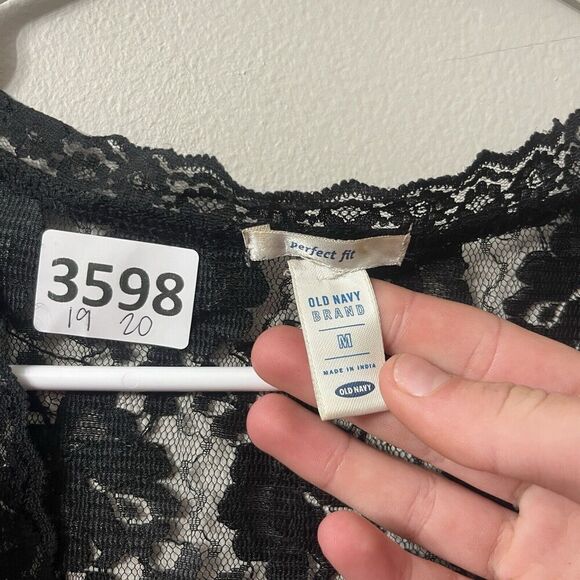 3598
19 20
perfect fit
OLD NAVY
BRAND
M
MADE IN INDIA
OLD NAVY